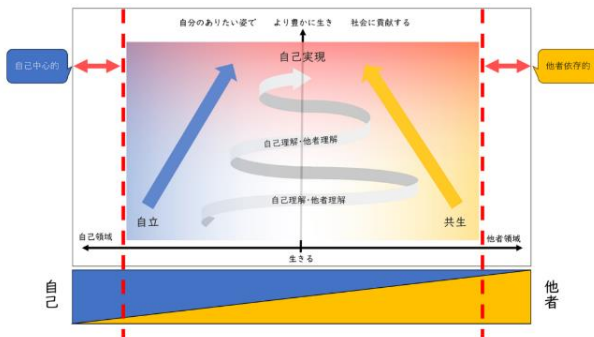 自分のありたい姿で　より豊かに生き　社会に貢献する
自己中心的
他者依存的
自己実現
自己理解・他者理解
自己理解・他者理解
自立
共生
自己領域
他者領域
生きる
自己
他者